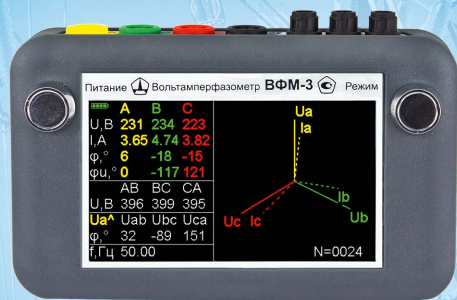 Питание Вольтамперфазометр ВФМ-3 Режим
A B C
U,В 231 234 223
I,А 3.65 4.74 3.82
φ,° 6 -18 -15
φu,° 0 -117 121
AB BC CA
U,В 396 399 395
Ua^ Uab Ubc Uca
φ,° 32 -89 151
f,Гц 50.00
Ua
Ia
Ib
Ub
Uc Ic
N=0024